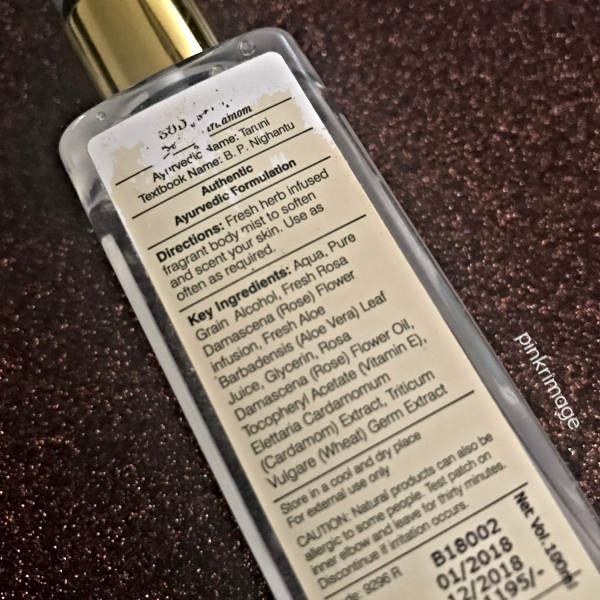 Cardamom
Ayurvedic Name: Tarini
Textbook Name: B. P. Nighantu
Authentic
Ayurvedic Formulation
Directions: Fresh herb infused
fragrant body mist to soften
and scent your skin. Use as
often as required.
Key Ingredients: Aqua, Pure
Grain Alcohol, Fresh Rosa
Damascena (Rose) Flower
infusion, Fresh Aloe
Barbadensis (Aloe Vera) Leaf
Juice, Glycerin, Rosa
Damascena (Rose) Flower Oil,
Tocopheryl Acetate (Vitamin E),
Elettaria Cardamomum
(Cardamom) Extract, Triticum
Vulgare (Wheat) Germ Extract
Store in a cool and dry place
For external use only
CAUTION: Natural products can also be
allergic to some people. Test patch on
inner elbow and leave for thirty minutes.
Discontinue if irritation occurs.
9296 R
B18002
01/2018
12/2018
1195/-
Net Vol. 100ml
pinkrimage